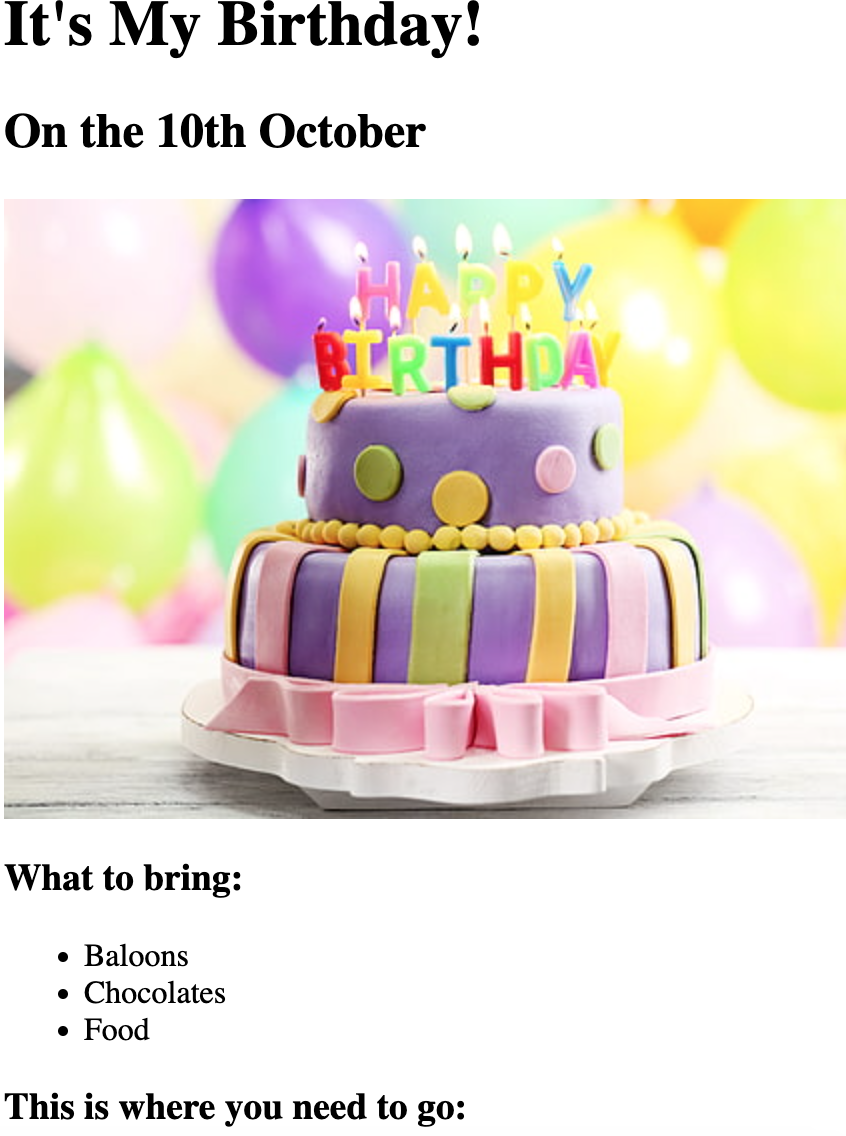 It's My Birthday!
On the 10th October
HAPPY
BIRTHDAY
What to bring:
Baloons
Chocolates
Food
This is where you need to go: